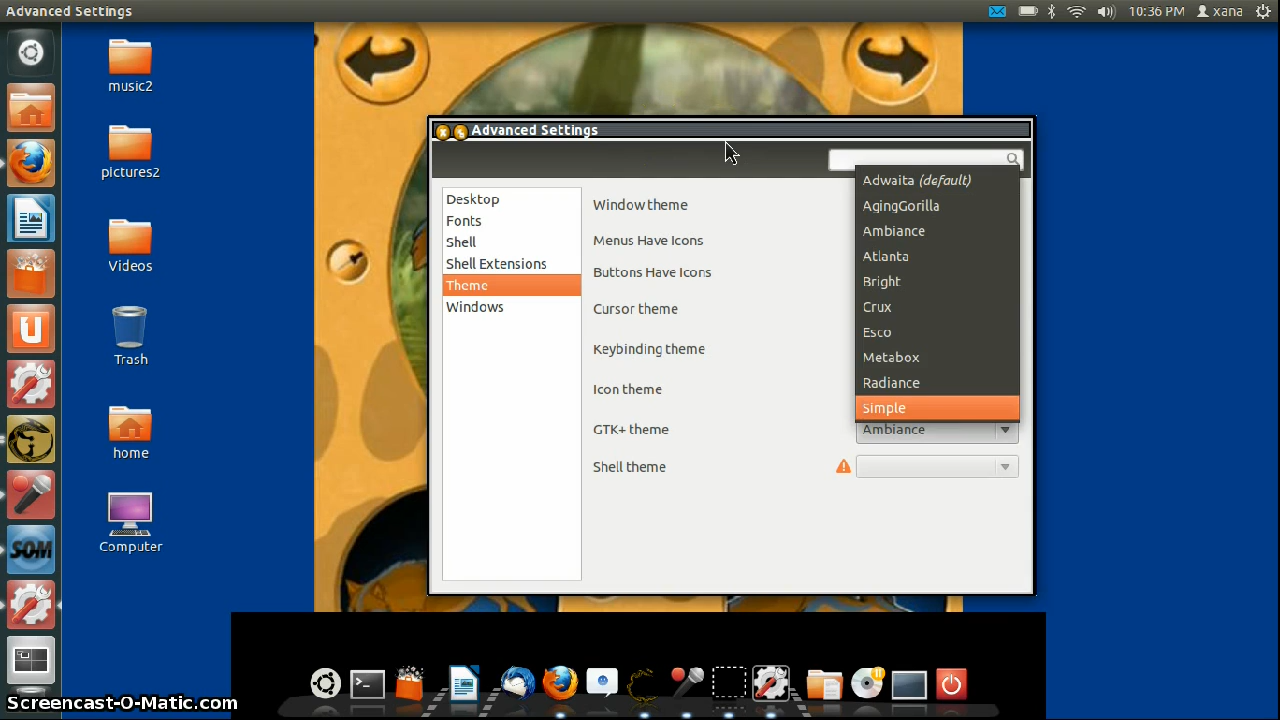 Advanced Settings
10:36 PM
xana
music2
pictures2
Videos
Trash
home
Computer
Advanced Settings
Desktop
Fonts
Shell
Shell Extensions
Theme
Windows
Window theme
Menus Have Icons
Buttons Have Icons
Cursor theme
Keybinding theme
Icon theme
GTK+ theme
Ambiance
Shell theme
Adwaita (default)
AgingGorilla
Ambiance
Atlanta
Bright
Crux
Esco
Metabox
Radiance
Simple
SOM
Screencast-O-Matic.com